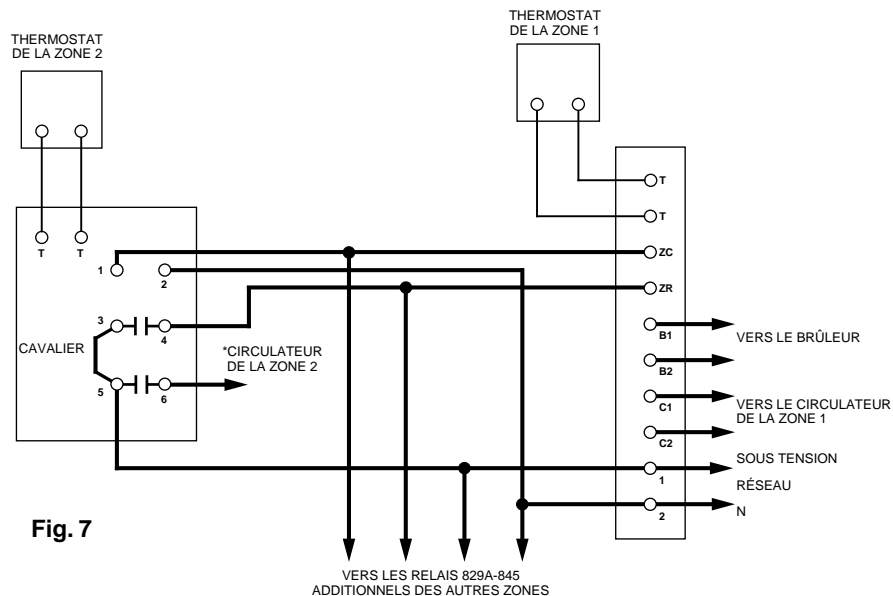 THERMOSTAT
DE LA ZONE 2
THERMOSTAT
DE LA ZONE 1
T
T
T
T
ZC
1
2
ZR
3
4
B1
VERS LE BRÛLEUR
CAVALIER
*CIRCULATEUR
DE LA ZONE 2
B2
5
6
C1
VERS LE CIRCULATEUR
DE LA ZONE 1
C2
SOUS TENSION
1
RÉSEAU
2
N
Fig. 7
VERS LES RELAIS 829A-845
ADDITIONNELS DES AUTRES ZONES